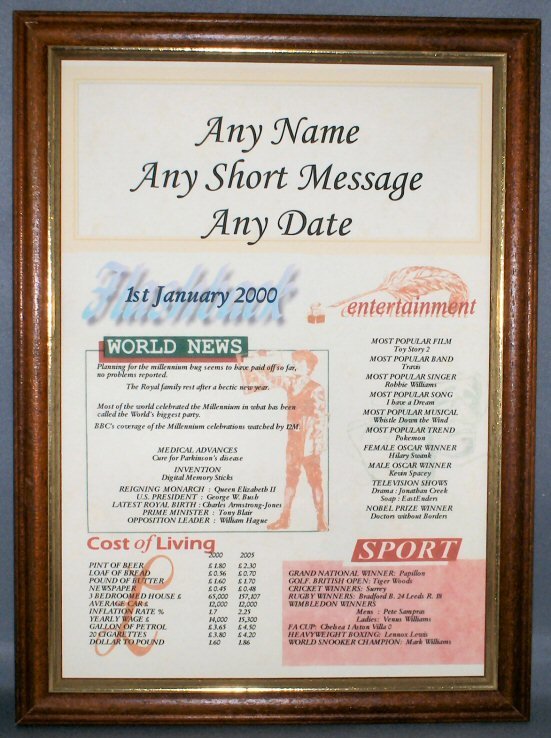 Any Name
Any Short Message
Any Date
Flashback
1st January 2000
entertainment
WORLD NEWS
Planning for the millennium bug seems to have paid off so far,
no problems reported.
The Royal family rest after a hectic new year.
Most of the world celebrated the Millennium in what has been
called the World's biggest party.
BBC's coverage of the Millennium celebrations watched by 12M.
MEDICAL ADVANCES
Cure for Parkinson's disease
INVENTION
Digital Memory Sticks
REIGNING MONARCH : Queen Elizabeth II
U.S. PRESIDENT : George W. Bush
LATEST ROYAL BIRTH : Charles Armstrong-Jones
PRIME MINISTER : Tony Blair
OPPOSITION LEADER : William Hague
MOST POPULAR FILM
Toy Story 2
MOST POPULAR BAND
Travis
MOST POPULAR SINGER
Robbie Williams
MOST POPULAR SONG
I have a Dream
MOST POPULAR MUSICAL
Whistle Down the Wind
MOST POPULAR TREND
Pokemon
FEMALE OSCAR WINNER
Hilary Swank
MALE OSCAR WINNER
Kevin Spacey
TELEVISION SHOWS
Drama : Jonathan Creek
Soap : EastEnders
NOBEL PRIZE WINNER
Doctors without Borders
Cost of Living
2000 2005
PINT OF BEER £ 1.80 £ 2.30
LOAF OF BREAD £ 0.56 £ 0.70
POUND OF BUTTER £ 1.60 £ 1.70
NEWSPAPER £ 0.45 £ 0.48
3 BEDROOMED HOUSE £ 65,000 157,107
AVERAGE CAR £ 12,000 12,000
INFLATION RATE % 1.7 2.25
YEARLY WAGE £ 14,000 15,300
GALLON OF PETROL £ 3.65 £ 4.50
20 CIGARETTES £ 3.80 £ 4.20
DOLLAR TO POUND 1.60 1.86
SPORT
GRAND NATIONAL WINNER: Papillon
GOLF. BRITISH OPEN: Tiger Woods
CRICKET WINNERS: Surrey
RUGBY WINNERS: Bradford B. 24 Leeds R. 18
WIMBLEDON WINNERS
Mens : Pete Sampras
Ladies: Venus Williams
FA CUP: Chelsea 1 Aston Villa 0
HEAVYWEIGHT BOXING: Lennox Lewis
WORLD SNOOKER CHAMPION: Mark Williams